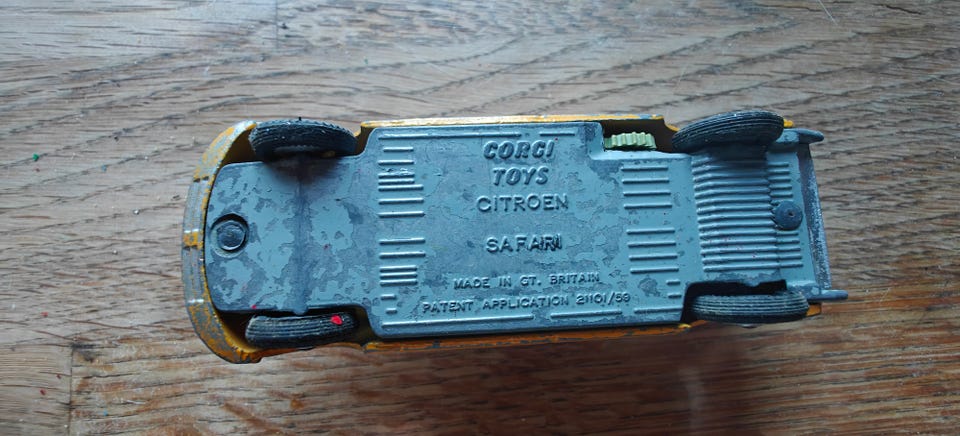 CORGI
TOYS
CITROEN
SAFARI
MADE IN GT. BRITAIN
PATENT APPLICATION 21101/59